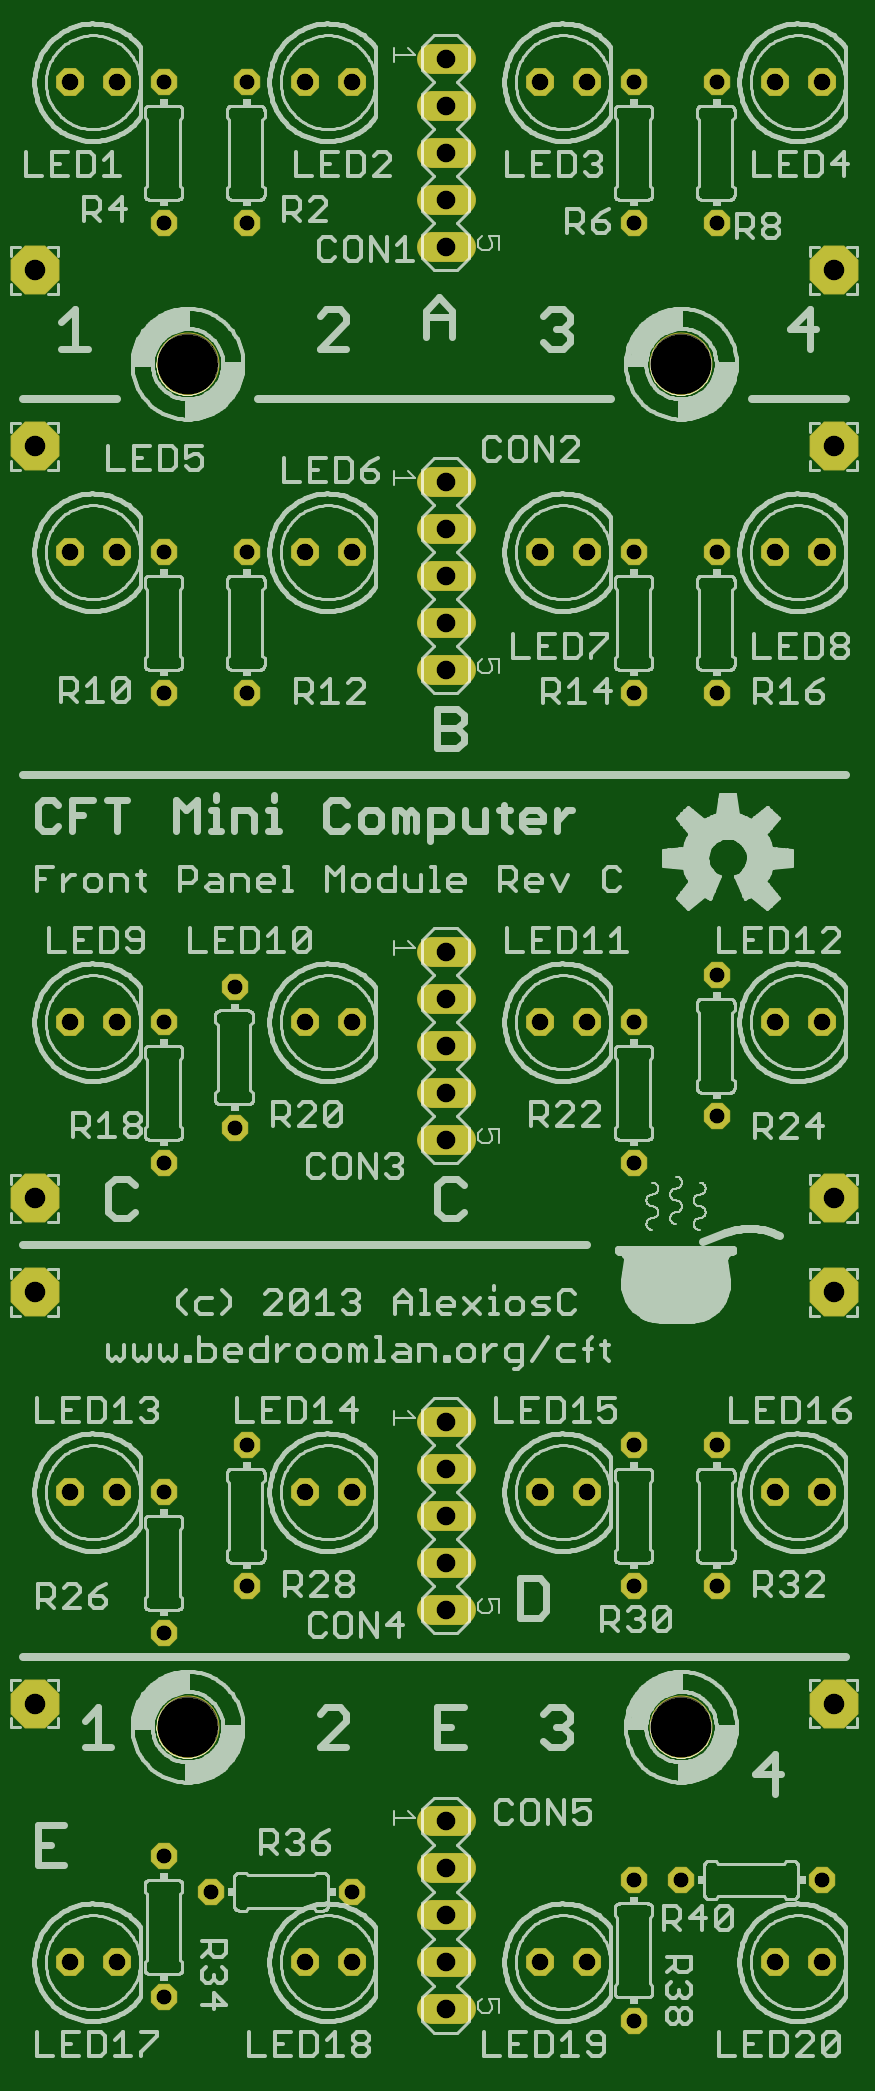 1
LED1 LED2 LED3 LED4
R4 R2 R6 R8
CON1 5
1 2 A 3 4
LED5 LED6 1 CON2
LED7 LED8
5
R10 R12 R14 R16
B
CFT Mini Computer
Front Panel Module Rev C
LED9 LED10 1 LED11 LED12
R18 R20 R22 R24
5
CON3
C C
(c) 2013 AlexiosC
www.bedroomlan.org/cft
LED13 LED14 1 LED15 LED16
R26 R28 D R32
CON4 5 R30
1 2 E 3
4
1 CON5
E R36
R40
R34 R38
5
LED17 LED18 LED19 LED20